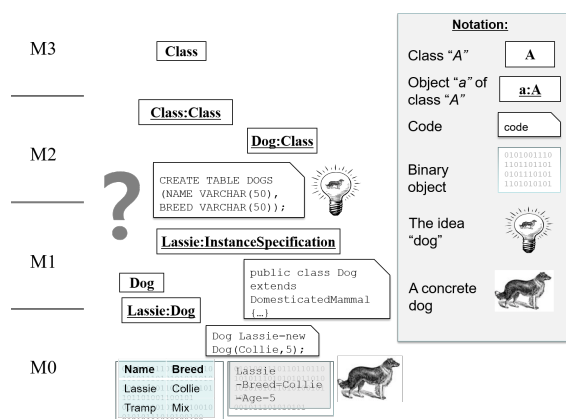 M3
Class
Class:Class
Dog:Class
M2
CREATE TABLE DOGS
(NAME VARCHAR(50),
BREED VARCHAR(50));
?
Lassie:InstanceSpecification
M1
public class Dog
extends
DomesticatedMammal
{…}
Dog
Lassie:Dog
Dog Lassie=new
Dog(Collie,5);
M0
Name Breed
Lassie Collie
Tramp Mix
Lassie
-Breed=Collie
-Age=5
Notation:
Class “A”
A
Object “a” of
class “A”
a:A
Code
code
Binary
object
0101001110
1101101101
0101110101
1101010101
The idea
“dog”
A concrete
dog